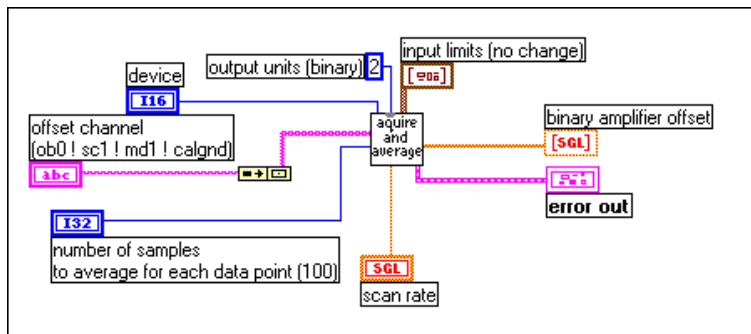 input limits (no change)
output units (binary) 2
device
I16
offset channel
(ob0 ! sc1 ! md1 ! calgnd)
abc
aquire
and
average
binary amplifier offset
[SGL]
error out
I32
number of samples
to average for each data point (100)
SGL
scan rate